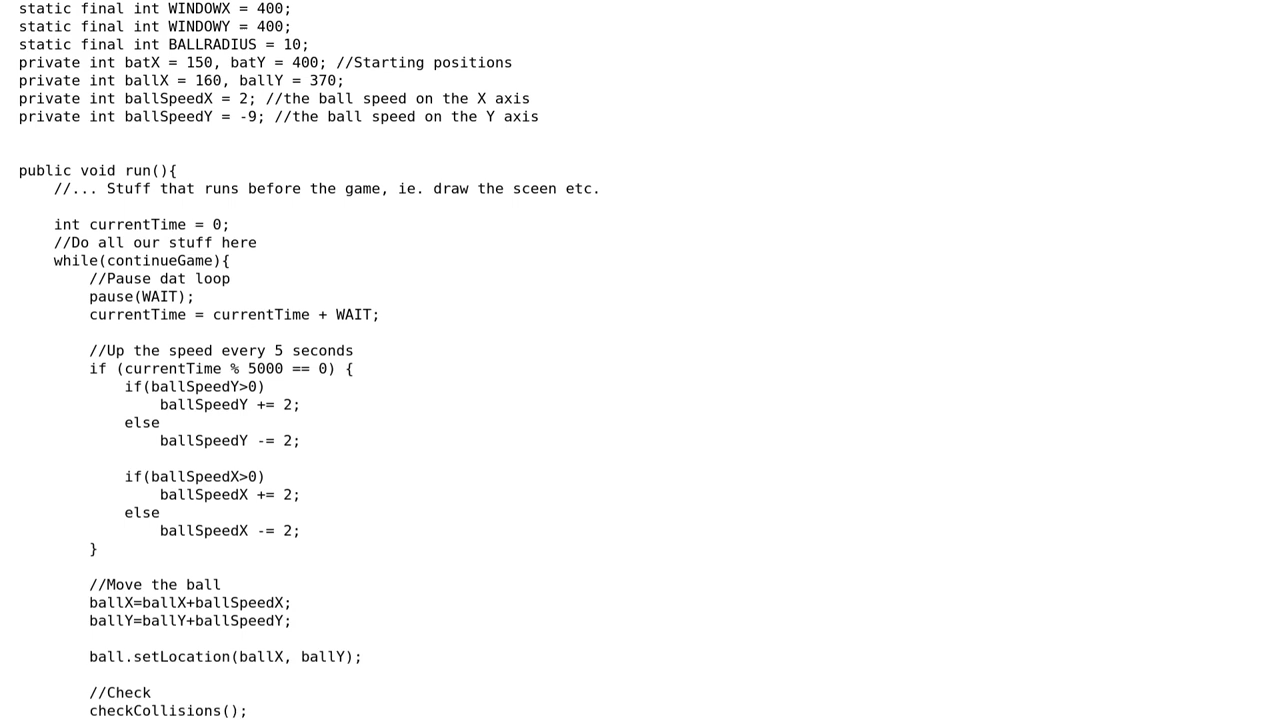 static final int WINDOWX = 400;
static final int WINDOWY = 400;
static final int BALLRADIUS = 10;
private int batX = 150, batY = 400; //Starting positions
private int ballX = 160, ballY = 370;
private int ballSpeedX = 2; //the ball speed on the X axis
private int ballSpeedY = -9; //the ball speed on the Y axis
public void run(){
//... Stuff that runs before the game, ie. draw the sceen etc.
int currentTime = 0;
//Do all our stuff here
while(continueGame){
//Pause dat loop
pause(WAIT);
currentTime = currentTime + WAIT;
//Up the speed every 5 seconds
if (currentTime % 5000 == 0) {
if(ballSpeedY>0)
ballSpeedY += 2;
else
ballSpeedY -= 2;
if(ballSpeedX>0)
ballSpeedX += 2;
else
ballSpeedX -= 2;
}
//Move the ball
ballX=ballX+ballSpeedX;
ballY=ballY+ballSpeedY;
ball.setLocation(ballX, ballY);
//Check
checkCollisions();